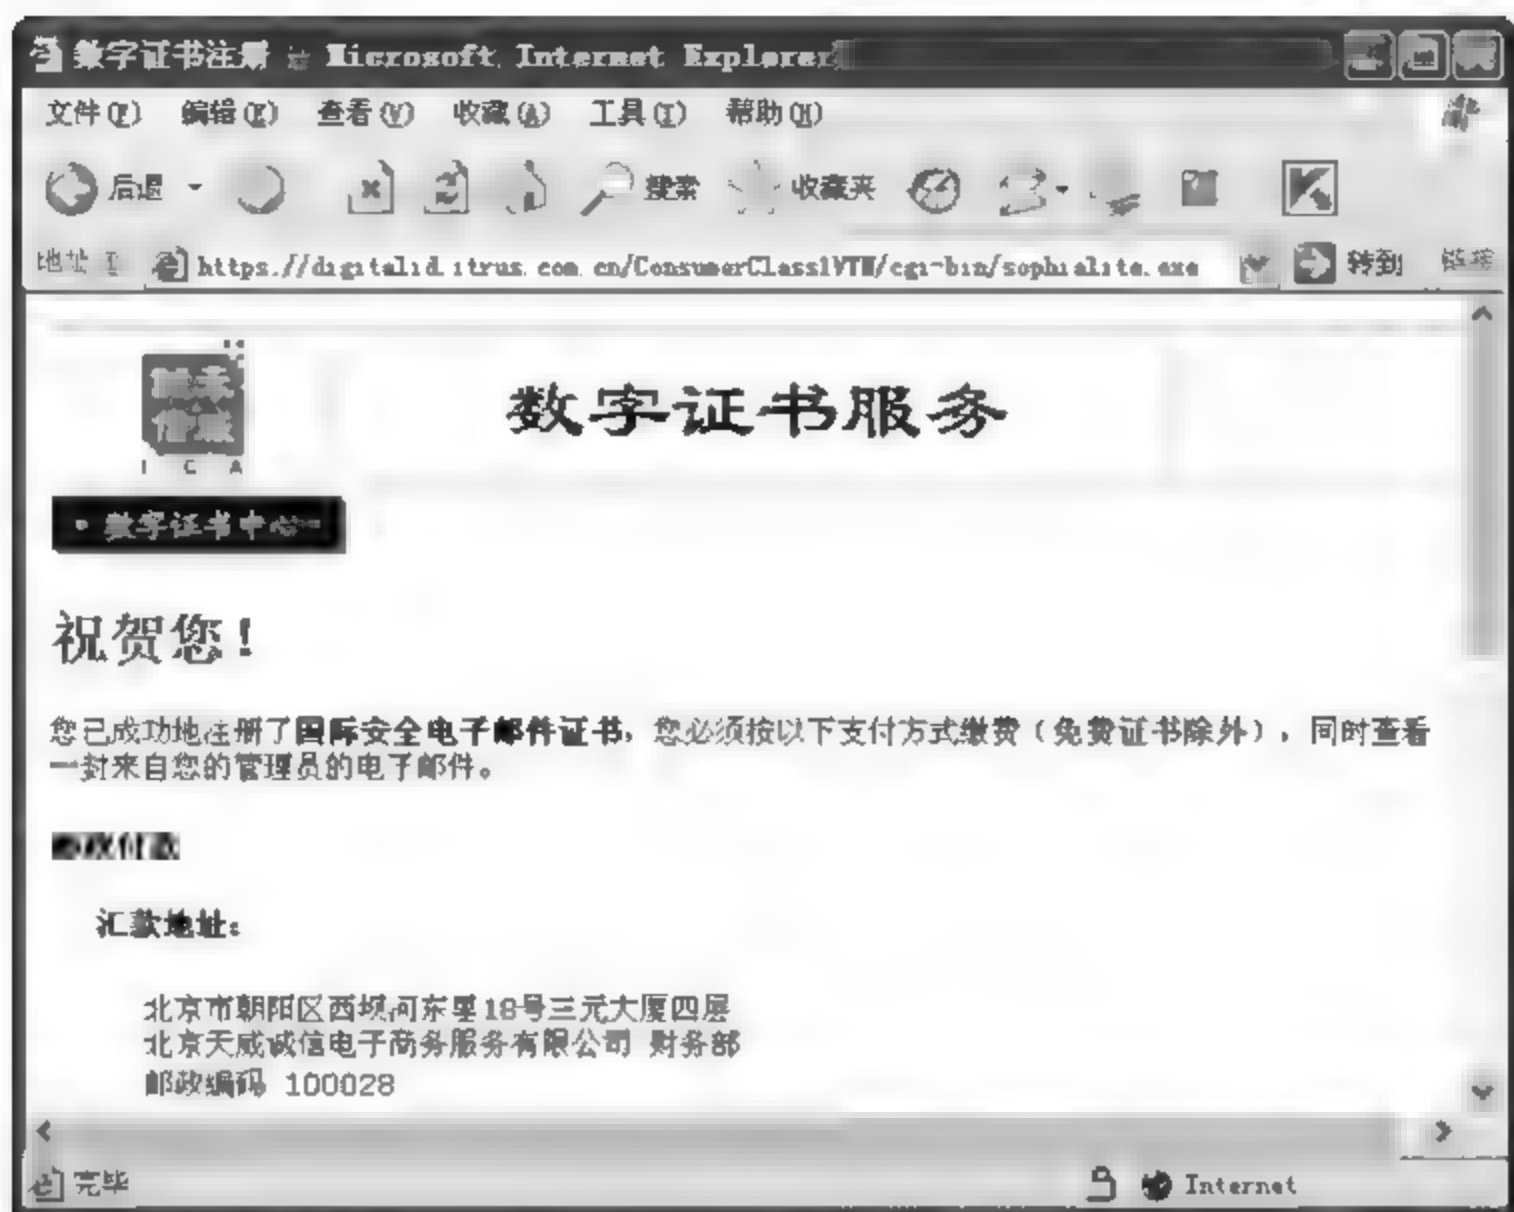 数字证书注册 - Microsoft Internet Explorer
文件(F) 编辑(E) 查看(V) 收藏(A) 工具(T) 帮助(H)
后退 搜索 收藏夹
地址 https://digitalid.itrus.com.cn/ConsumerClass1VTN/cgi-bin/sophialite.exe 转到 链接
数字证书服务
I C A
数字证书中心
祝贺您!
您已成功地注册了国际安全电子邮件证书,您必须按以下支付方式缴费(免费证书除外),同时查看
一封来自您的管理员的电子邮件。
邮政付款
汇款地址:
北京市朝阳区西坝河东里18号三元大厦四层
北京天威诚信电子商务服务有限公司 财务部
邮政编码 100028
完毕 Internet